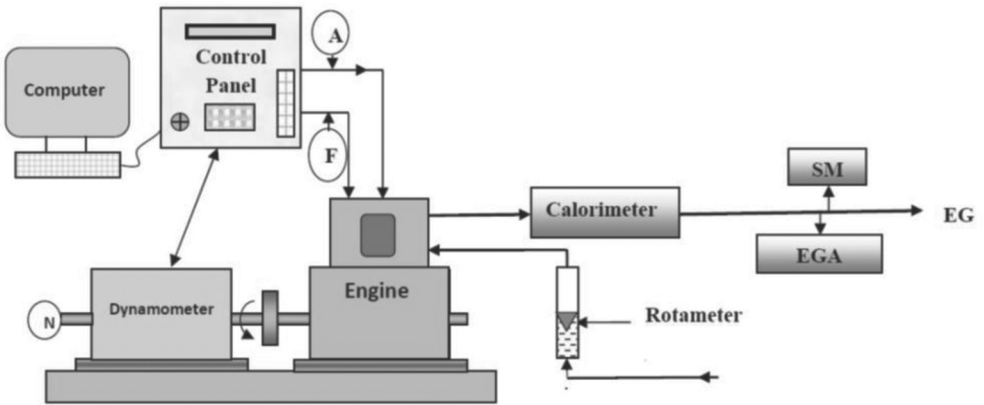 A
Control
Panel
Computer
F
SM
Calorimeter
EG
EGA
Engine
Dynamometer
N
Rotameter